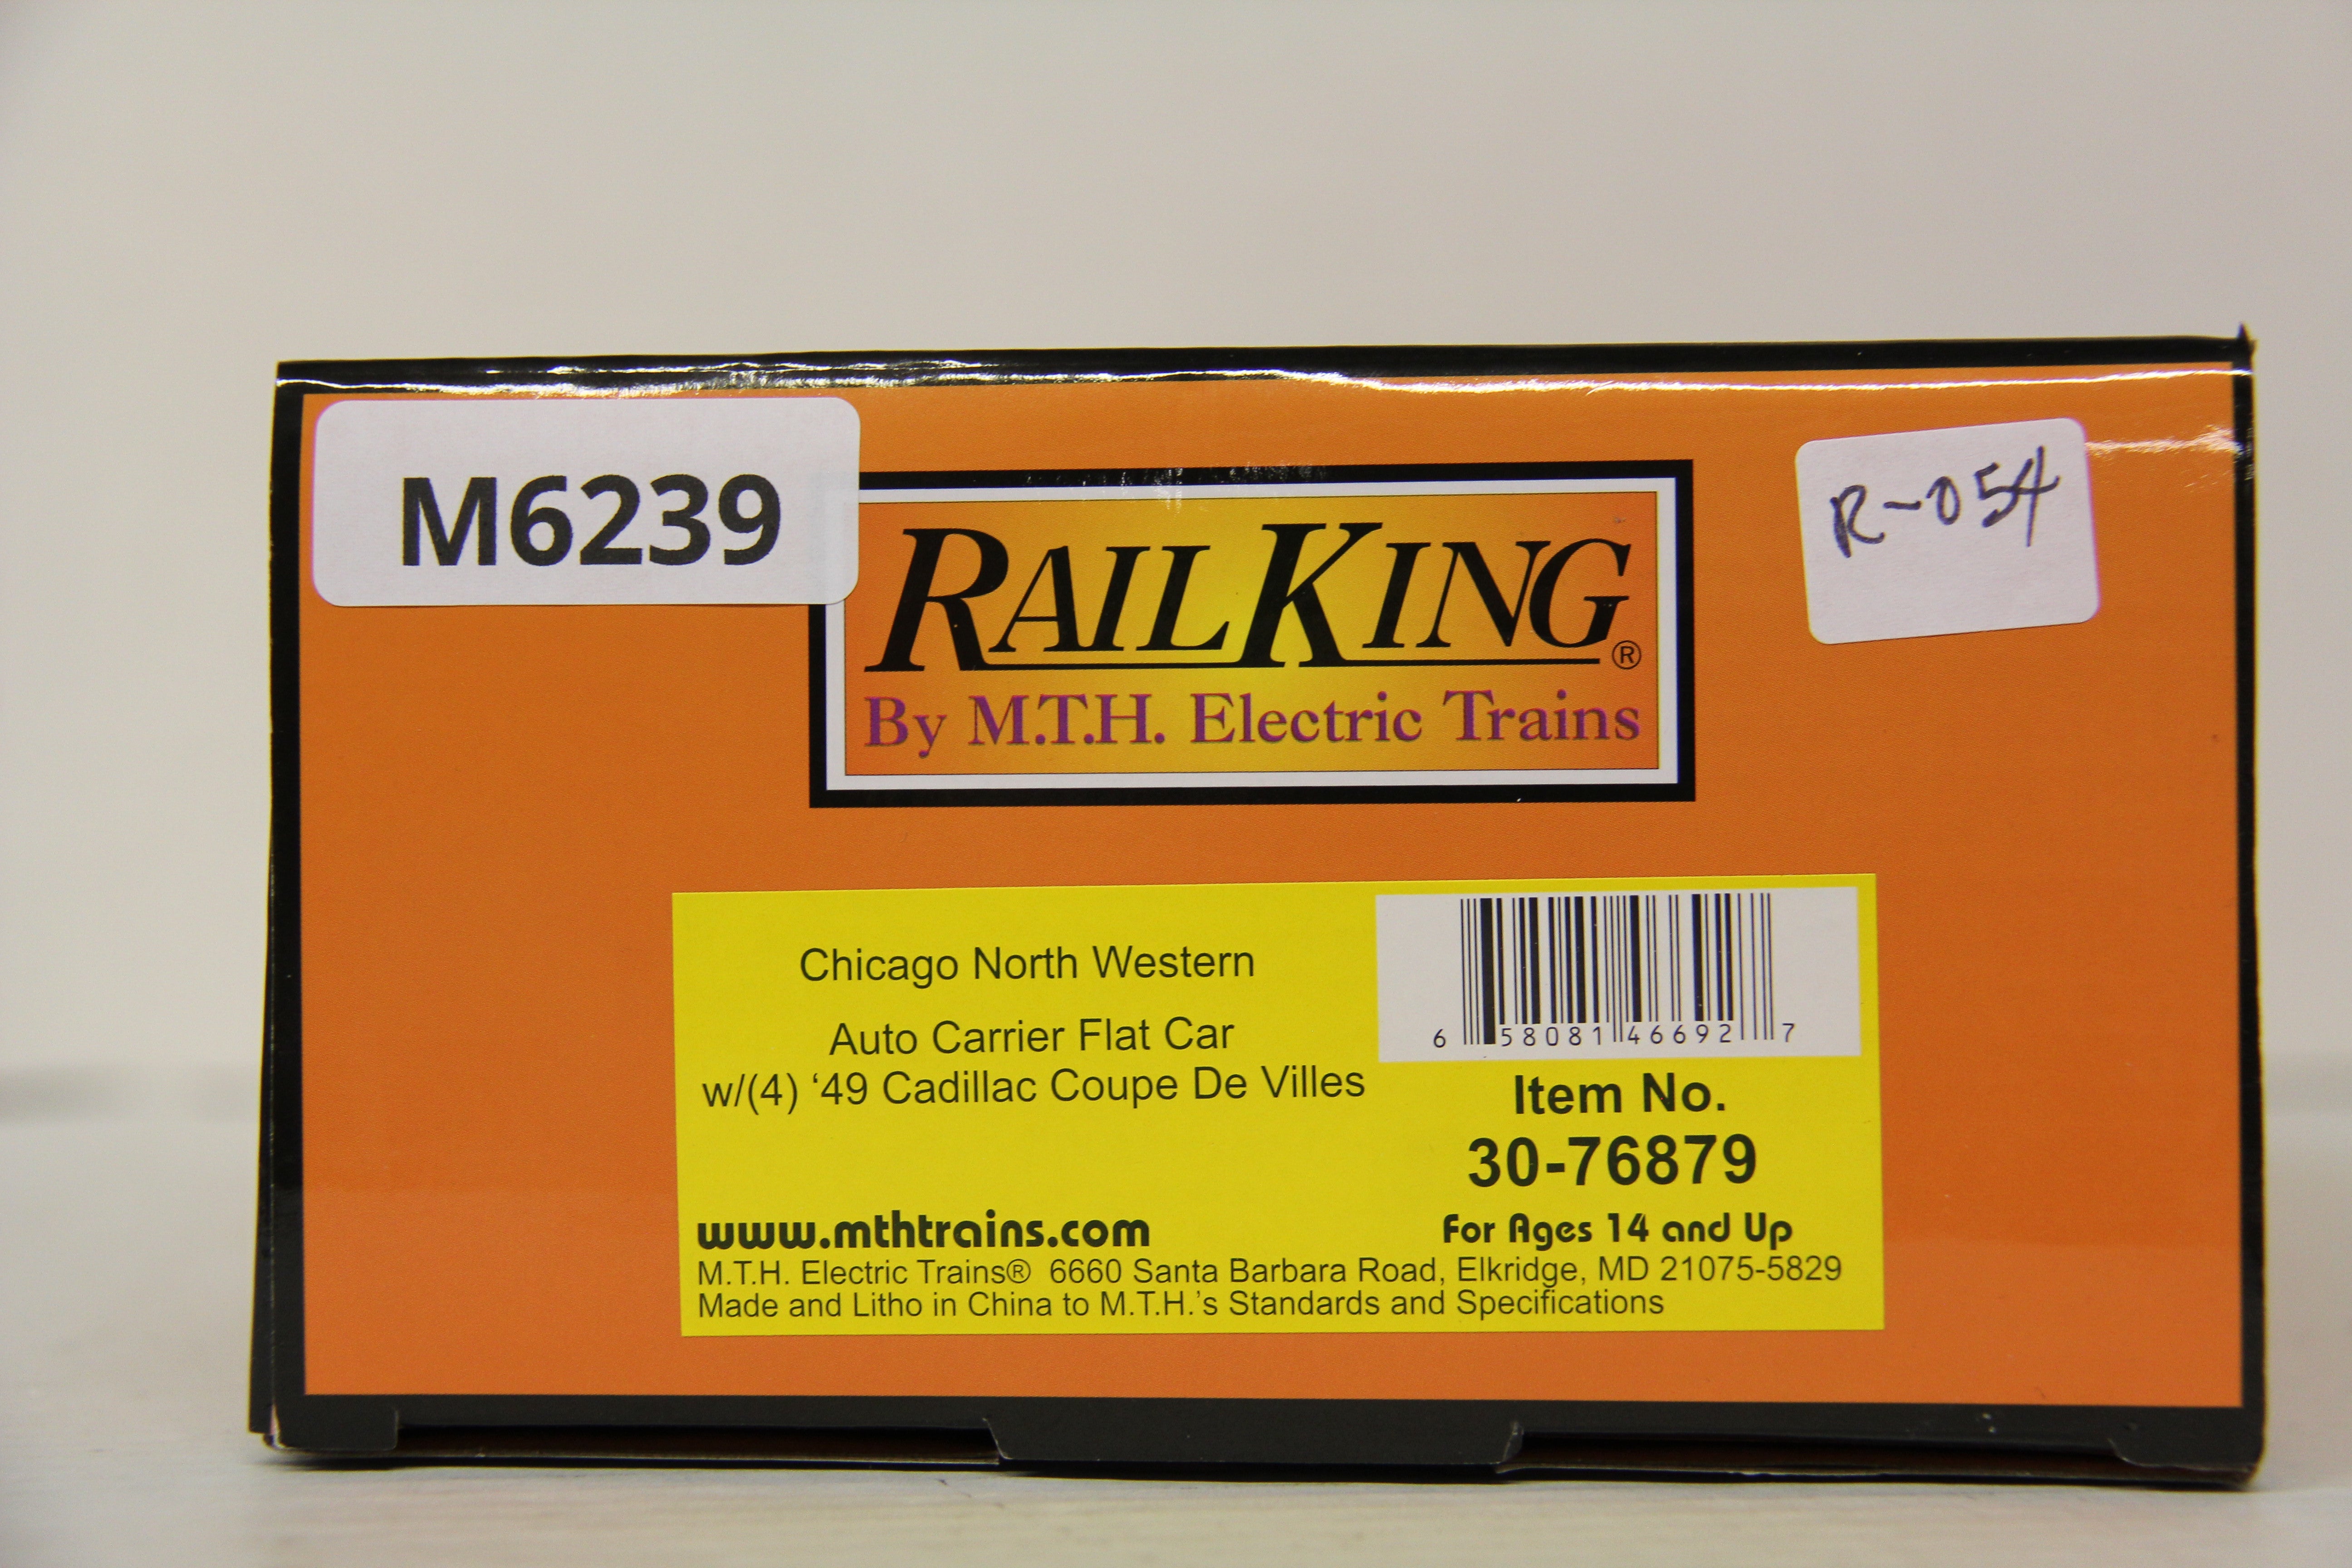 M6239
R-054
RAILKING®
By M.T.H. Electric Trains
Chicago North Western
Auto Carrier Flat Car
w/(4) ‘49 Cadillac Coupe De Villes
6 58081 46692 7
Item No.
30-76879
www.mthtrains.com
For Ages 14 and Up
M.T.H. Electric Trains® 6660 Santa Barbara Road, Elkridge, MD 21075-5829
Made and Litho in China to M.T.H.'s Standards and Specifications